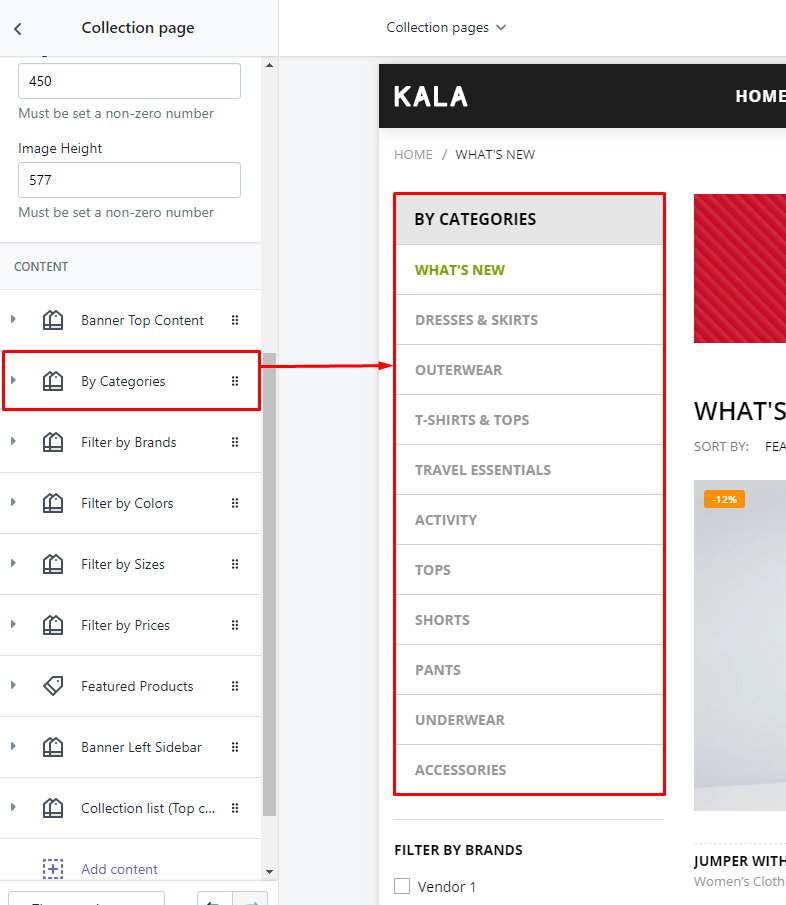 Collection page
450
Must be set a non-zero number
Image Height
577
Must be set a non-zero number
CONTENT
Banner Top Content
By Categories
Filter by Brands
Filter by Colors
Filter by Sizes
Filter by Prices
Featured Products
Banner Left Sidebar
Collection list (Top c...
Add content
Collection pages
KALA
HOME
HOME / WHAT'S NEW
BY CATEGORIES
WHAT'S NEW
DRESSES & SKIRTS
OUTERWEAR
T-SHIRTS & TOPS
TRAVEL ESSENTIALS
ACTIVITY
TOPS
SHORTS
PANTS
UNDERWEAR
ACCESSORIES
FILTER BY BRANDS
Vendor 1
WHAT'S
SORT BY: FEA
-12%
JUMPER WITH
Women's Cloth